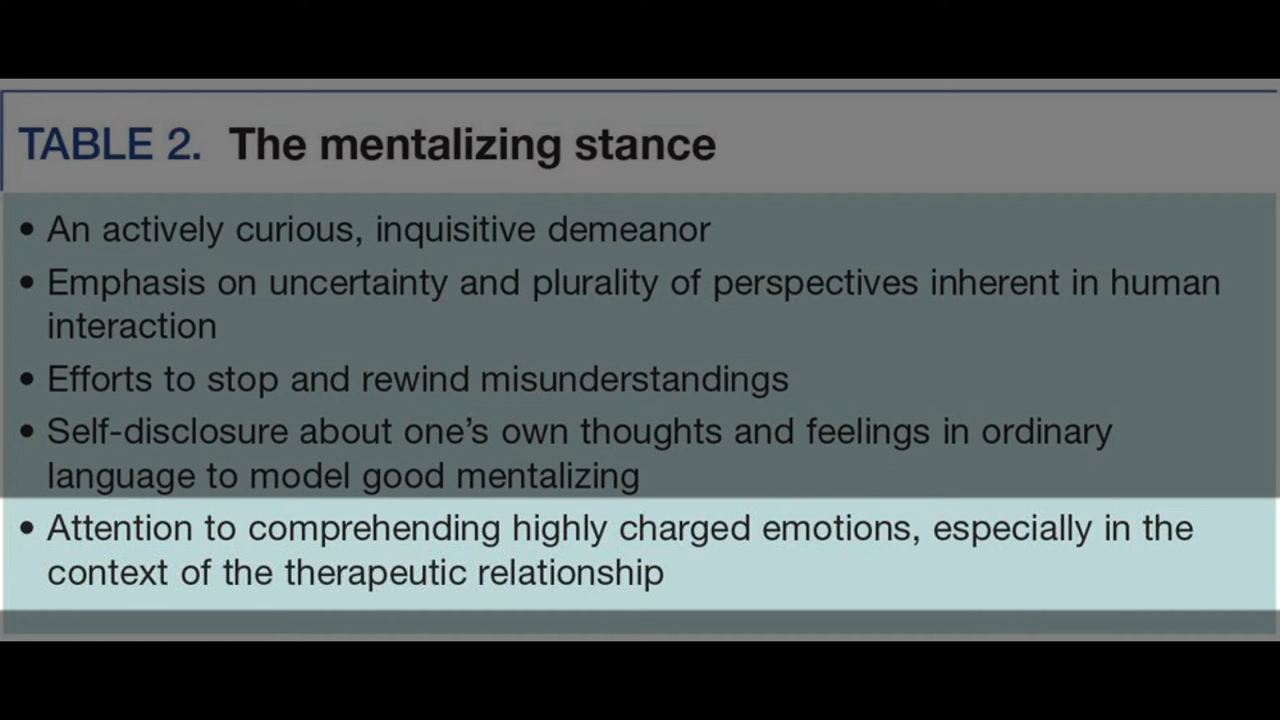 TABLE 2. The mentalizing stance
• An actively curious, inquisitive demeanor
• Emphasis on uncertainty and plurality of perspectives inherent in human
interaction
• Efforts to stop and rewind misunderstandings
• Self-disclosure about one’s own thoughts and feelings in ordinary
language to model good mentalizing
• Attention to comprehending highly charged emotions, especially in the
context of the therapeutic relationship